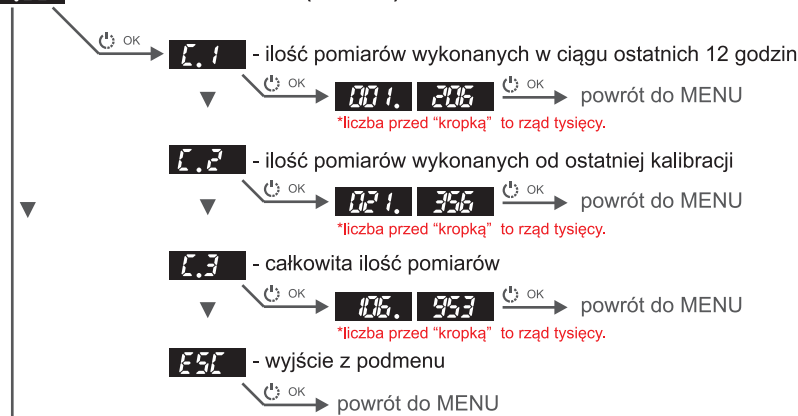 OK C.1 - ilość pomiarów wykonanych w ciągu ostatnich 12 godzin
OK 001. 206 OK powrót do MENU
*liczba przed “kropką” to rząd tysięcy.
C.2 - ilość pomiarów wykonanych od ostatniej kalibracji
OK 021. 356 OK powrót do MENU
*liczba przed “kropką” to rząd tysięcy.
C.3 - całkowita ilość pomiarów
OK 106. 953 OK powrót do MENU
*liczba przed “kropką” to rząd tysięcy.
ESC - wyjście z podmenu
OK powrót do MENU